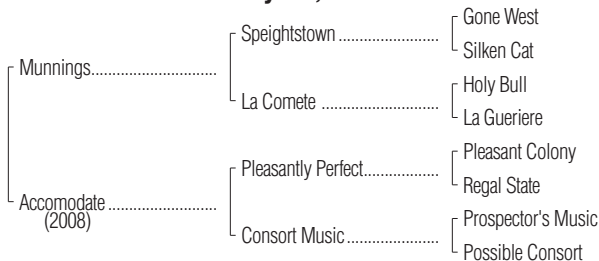 Gone West
Speightstown
Silken Cat
Munnings
Holy Bull
La Comete
La Gueriere
Pleasant Colony
Pleasantly Perfect
Regal State
Accomodate
(2008)
Prospector's Music
Consort Music
Possible Consort